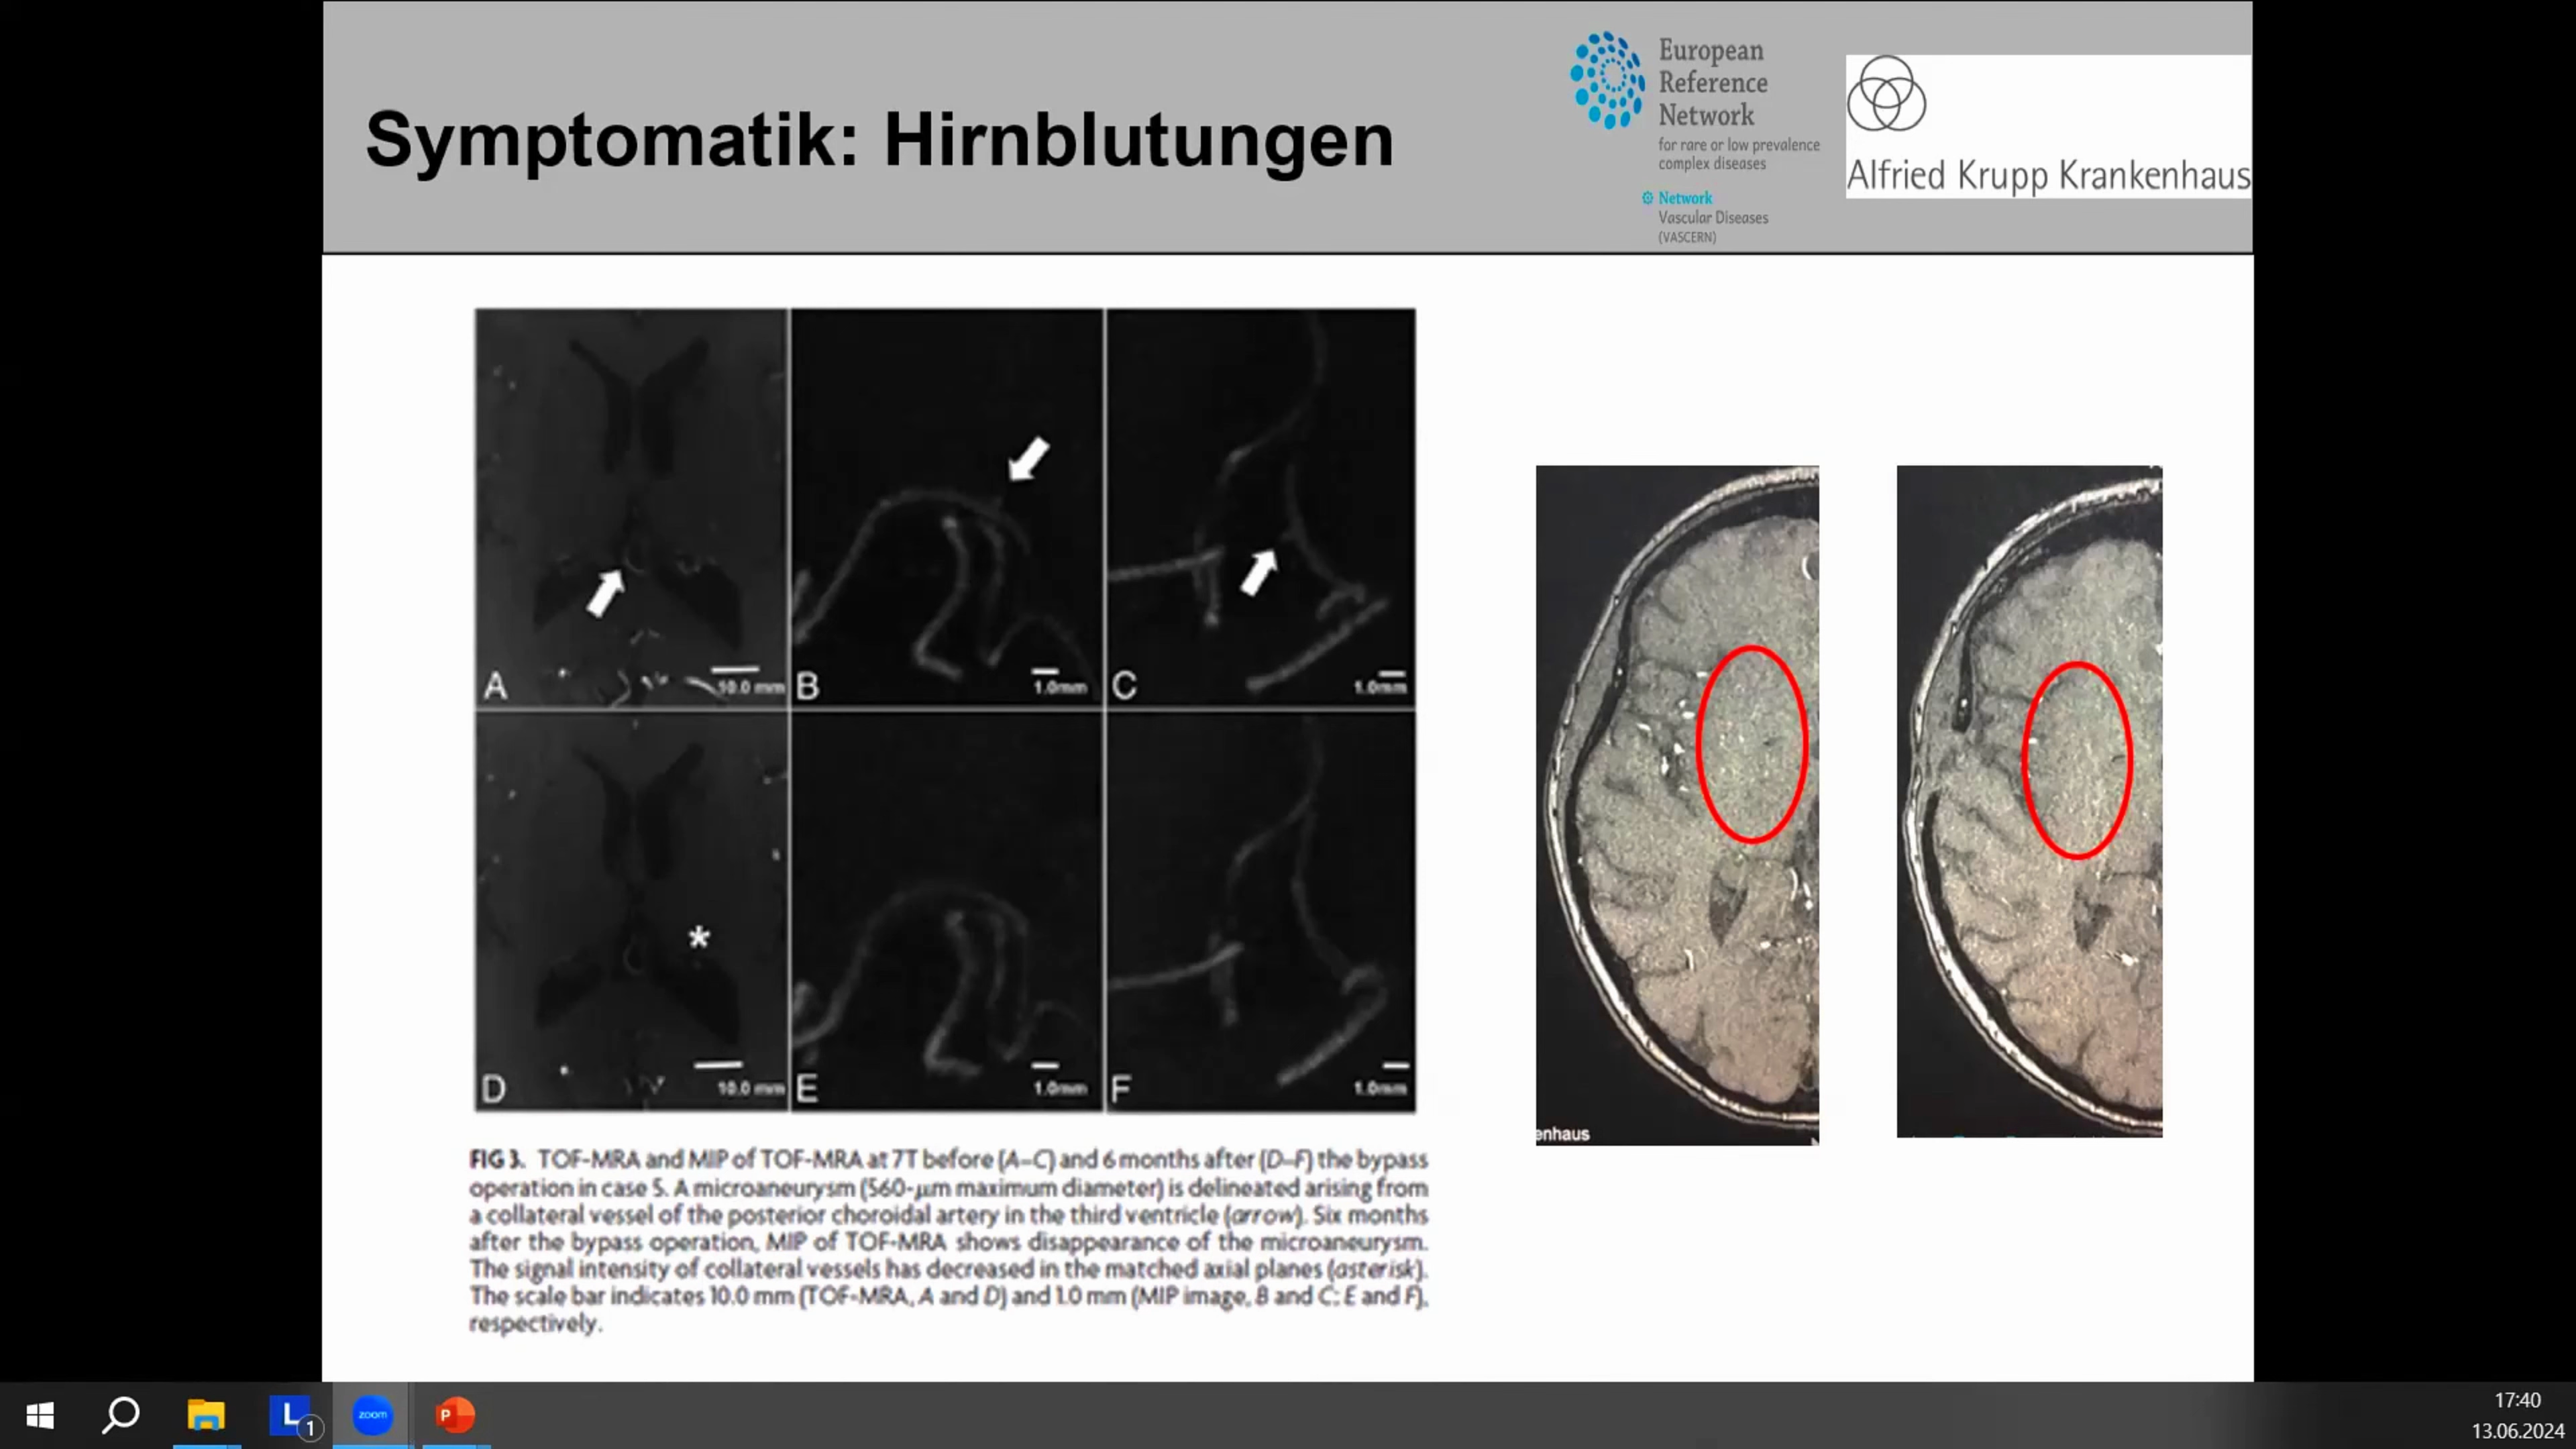 Symptomatik: Hirnblutungen
European
Reference
Network
for rare or low prevalence
complex diseases
Network
Vascular Diseases
(VASCERN)
Alfried Krupp Krankenhaus
A
10.0 mm
B
1.0mm
C
1.0mm
D
*
10.0 mm
E
1.0mm
F
1.0mm
enhaus
FIG 3. TOF-MRA and MIP of TOF-MRA at 7T before (A–C) and 6 months after (D–F) the bypass
operation in case 5. A microaneurysm (560-μm maximum diameter) is delineated arising from
a collateral vessel of the posterior choroidal artery in the third ventricle (arrow). Six months
after the bypass operation, MIP of TOF-MRA shows disappearance of the microaneurysm.
The signal intensity of collateral vessels has decreased in the matched axial planes (asterisk).
The scale bar indicates 10.0 mm (TOF-MRA, A and D) and 1.0 mm (MIP image, B and C; E and F),
respectively.
L
1
zoom
P
17:40
13.06.2024